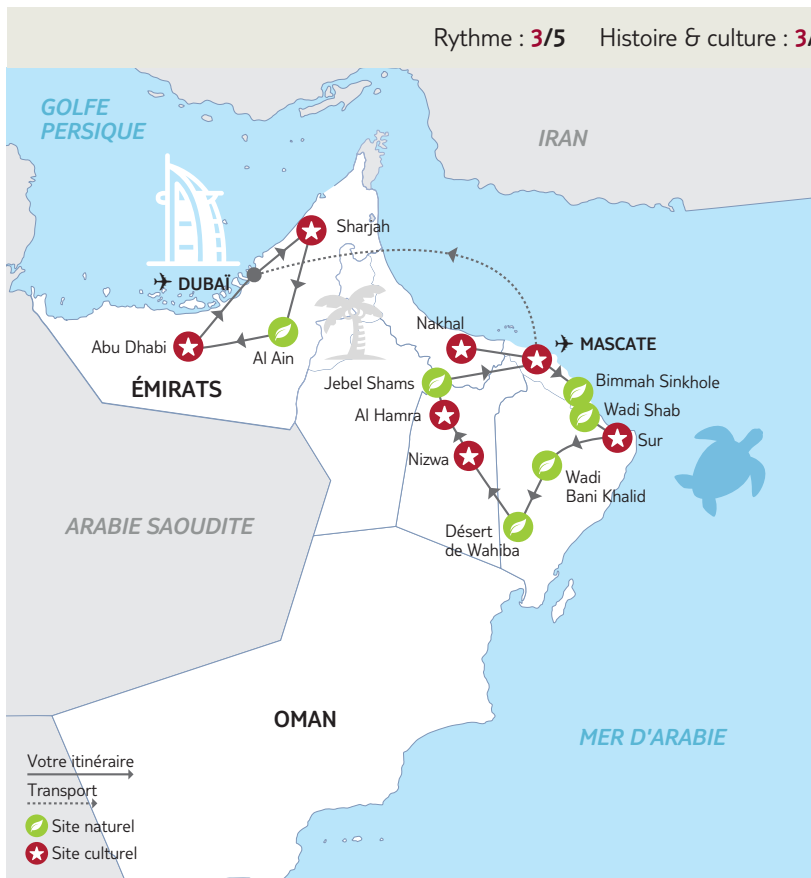 Rythme : 3/5 Histoire & culture : 3/
GOLFE
PERSIQUE
IRAN
Sharjah
DUBAÏ
Abu Dhabi
Al Ain
ÉMIRATS
Nakhal
MASCATE
Jebel Shams
Bimmah Sinkhole
Al Hamra
Wadi Shab
Sur
Nizwa
Wadi
Bani Khalid
ARABIE SAOUDITE
Désert
de Wahiba
OMAN
MER D'ARABIE
Votre itinéraire
Transport
Site naturel
Site culturel